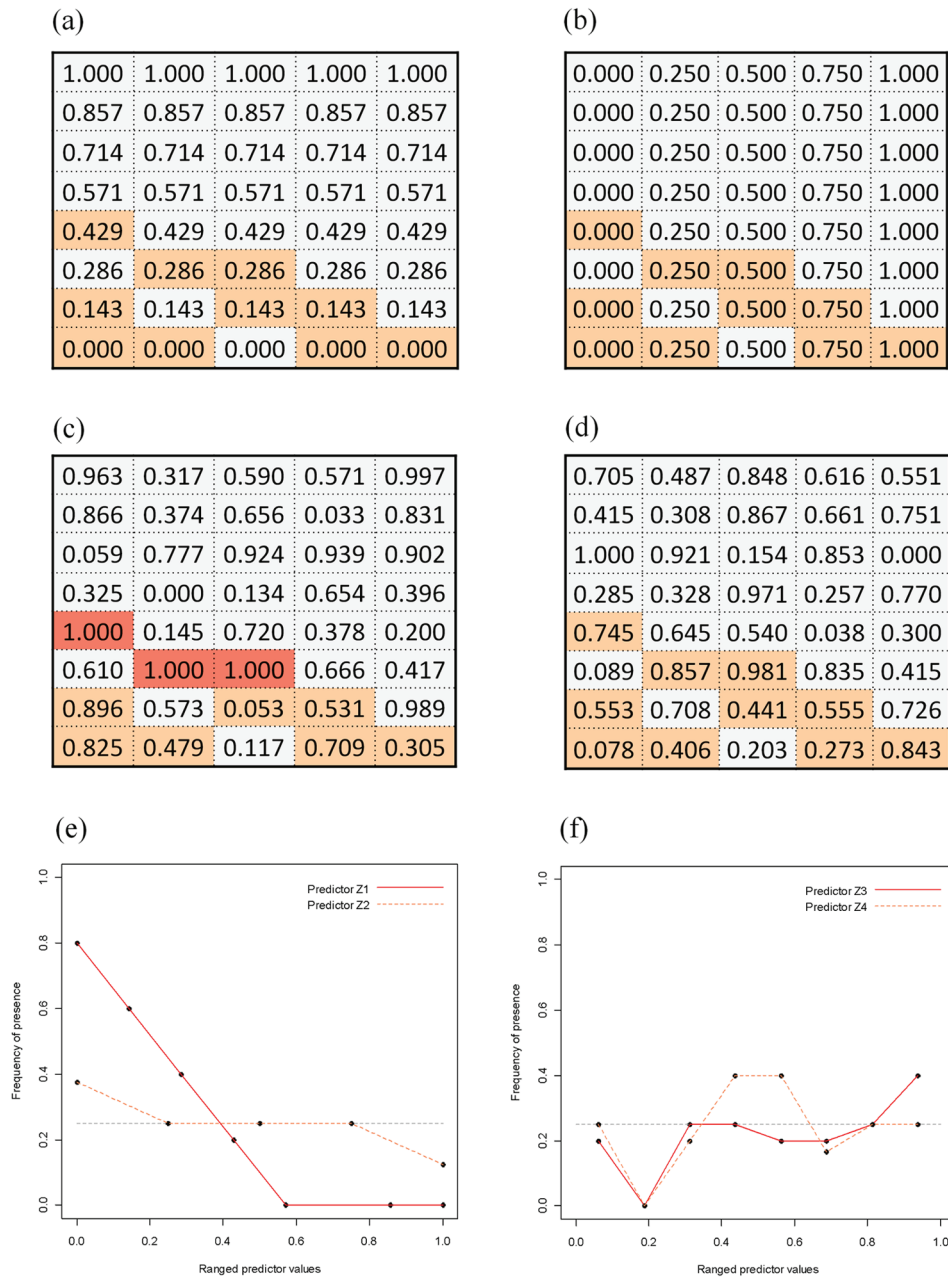 (a)
1.000 1.000 1.000 1.000 1.000
0.857 0.857 0.857 0.857 0.857
0.714 0.714 0.714 0.714 0.714
0.571 0.571 0.571 0.571 0.571
0.429 0.429 0.429 0.429 0.429
0.286 0.286 0.286 0.286 0.286
0.143 0.143 0.143 0.143 0.143
0.000 0.000 0.000 0.000 0.000
(b)
0.000 0.250 0.500 0.750 1.000
0.000 0.250 0.500 0.750 1.000
0.000 0.250 0.500 0.750 1.000
0.000 0.250 0.500 0.750 1.000
0.000 0.250 0.500 0.750 1.000
0.000 0.250 0.500 0.750 1.000
0.000 0.250 0.500 0.750 1.000
0.000 0.250 0.500 0.750 1.000
(c)
0.963 0.317 0.590 0.571 0.997
0.866 0.374 0.656 0.033 0.831
0.059 0.777 0.924 0.939 0.902
0.325 0.000 0.134 0.654 0.396
1.000 0.145 0.720 0.378 0.200
0.610 1.000 1.000 0.666 0.417
0.896 0.573 0.053 0.531 0.989
0.825 0.479 0.117 0.709 0.305
(d)
0.705 0.487 0.848 0.616 0.551
0.415 0.308 0.867 0.661 0.751
1.000 0.921 0.154 0.853 0.000
0.285 0.328 0.971 0.257 0.770
0.745 0.645 0.540 0.038 0.300
0.089 0.857 0.981 0.835 0.415
0.553 0.708 0.441 0.555 0.726
0.078 0.406 0.203 0.273 0.843
(e)
Predictor Z1
Predictor Z2
Frequency of presence
1.0
0.8
0.6
0.4
0.2
0.0
0.0 0.2 0.4 0.6 0.8 1.0
Ranged predictor values
(f)
Predictor Z3
Predictor Z4
Frequency of presence
1.0
0.8
0.6
0.4
0.2
0.0
0.0 0.2 0.4 0.6 0.8 1.0
Ranged predictor values